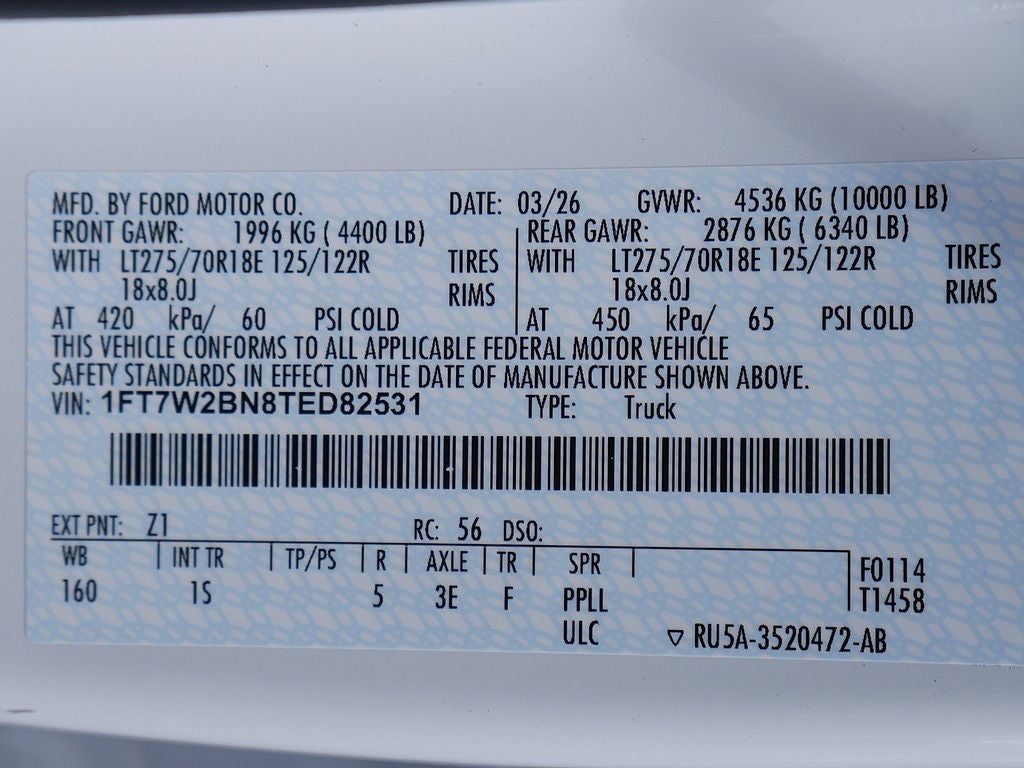 MFD. BY FORD MOTOR CO. DATE: 03/26 GVWR: 4536 KG (10000 LB)
FRONT GAWR: 1996 KG ( 4400 LB) REAR GAWR: 2876 KG ( 6340 LB)
WITH LT275/70R18E 125/122R TIRES WITH LT275/70R18E 125/122R TIRES
18x8.0J RIMS 18x8.0J RIMS
AT 420 kPa/ 60 PSI COLD AT 450 kPa/ 65 PSI COLD
THIS VEHICLE CONFORMS TO ALL APPLICABLE FEDERAL MOTOR VEHICLE
SAFETY STANDARDS IN EFFECT ON THE DATE OF MANUFACTURE SHOWN ABOVE.
VIN: 1FT7W2BN8TED82531 TYPE: Truck
EXT PNT: Z1 RC: 56 DSO:
WB INT TR TP/PS R AXLE TR SPR F0114
160 1S 5 3E F PPLL T1458
ULC ▽ RU5A-3520472-AB